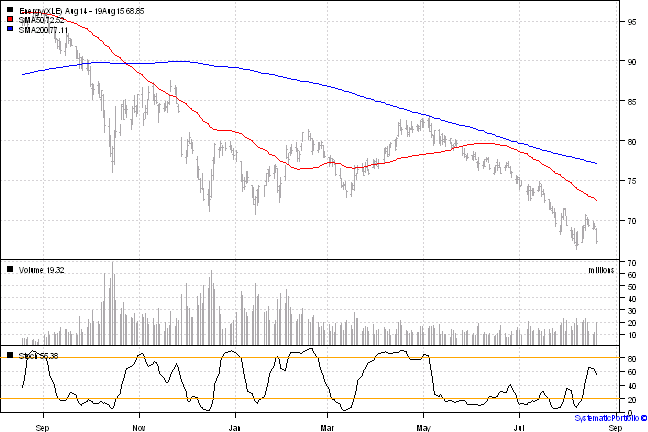 Energy(XLE) Aug14 - 19Aug15 68.85
SMA50(72.52
SMA200(77.11
95
90
85
80
75
70
Volume 19.32
millions
70
60
50
40
30
20
10
Stoch 55.38
80
60
40
20
0
Sep
Nov
Jan
Mar
May
Jul
Sep
SystematicPortfolio ©